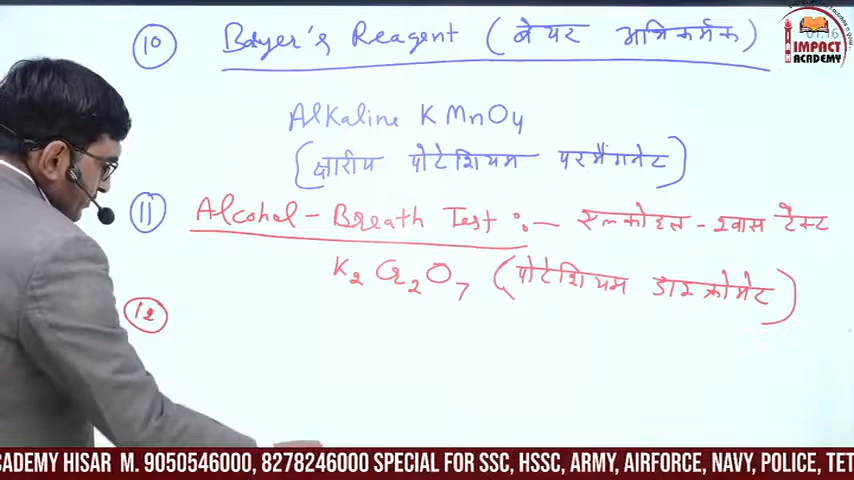 10 Bayer's Reagent (बेयर अभिकर्मक)
Alkaline KMnO4
(क्षारीय पोटेशियम परमैंगनेट)
11 Alcohol - Breath Test :- एल्कोहल - श्वास टेस्ट
K2Cr2O7 (पोटेशियम डाइक्रोमेट)
12
IMPACT
ACADEMY
CADEMY HISAR M. 9050546000, 8278246000 SPECIAL FOR SSC, HSSC, ARMY, AIRFORCE, NAVY, POLICE, TET